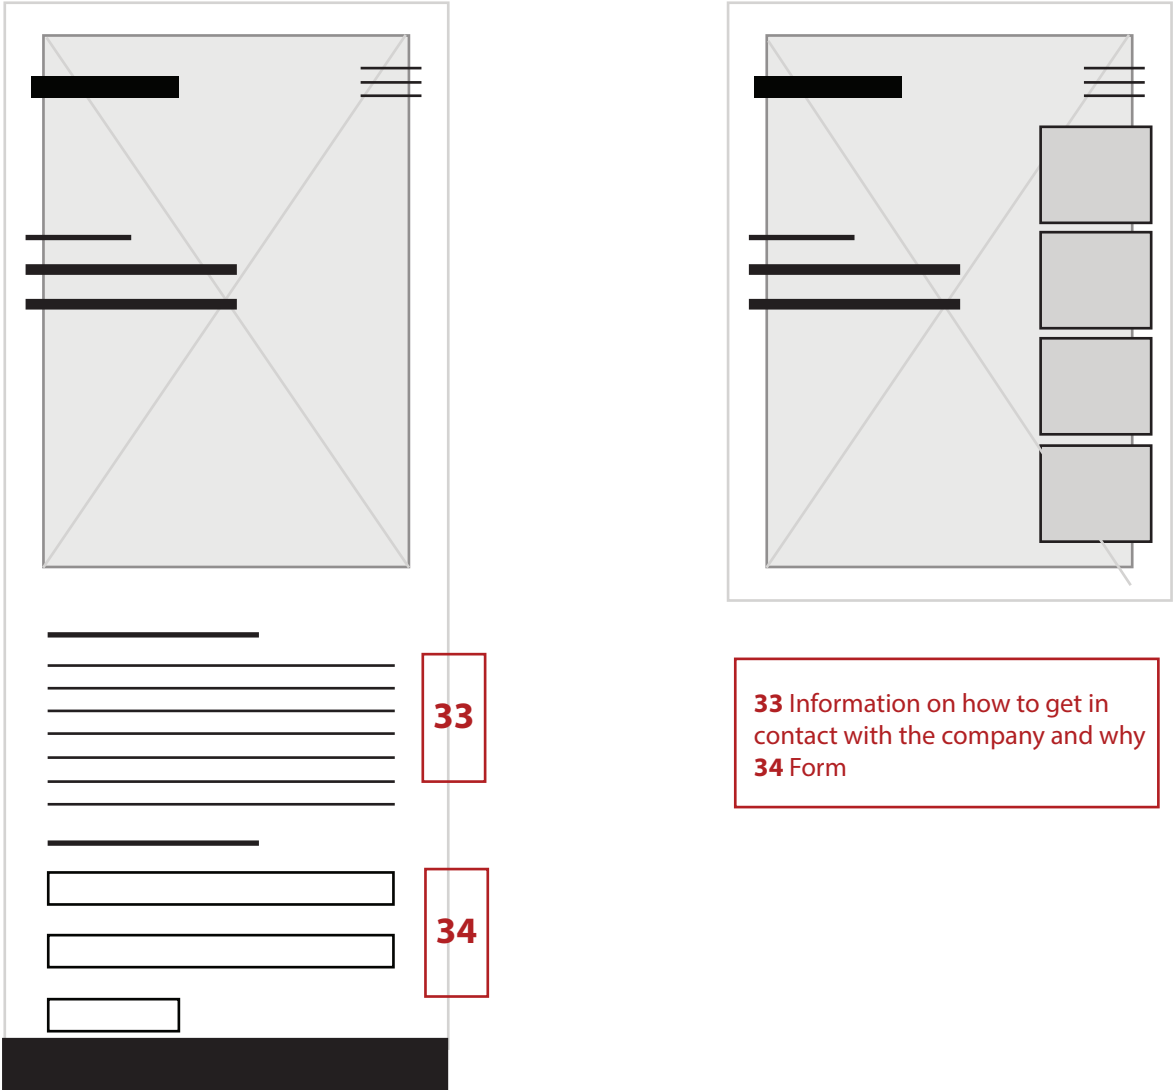 33
34
33 Information on how to get in
contact with the company and why
34 Form